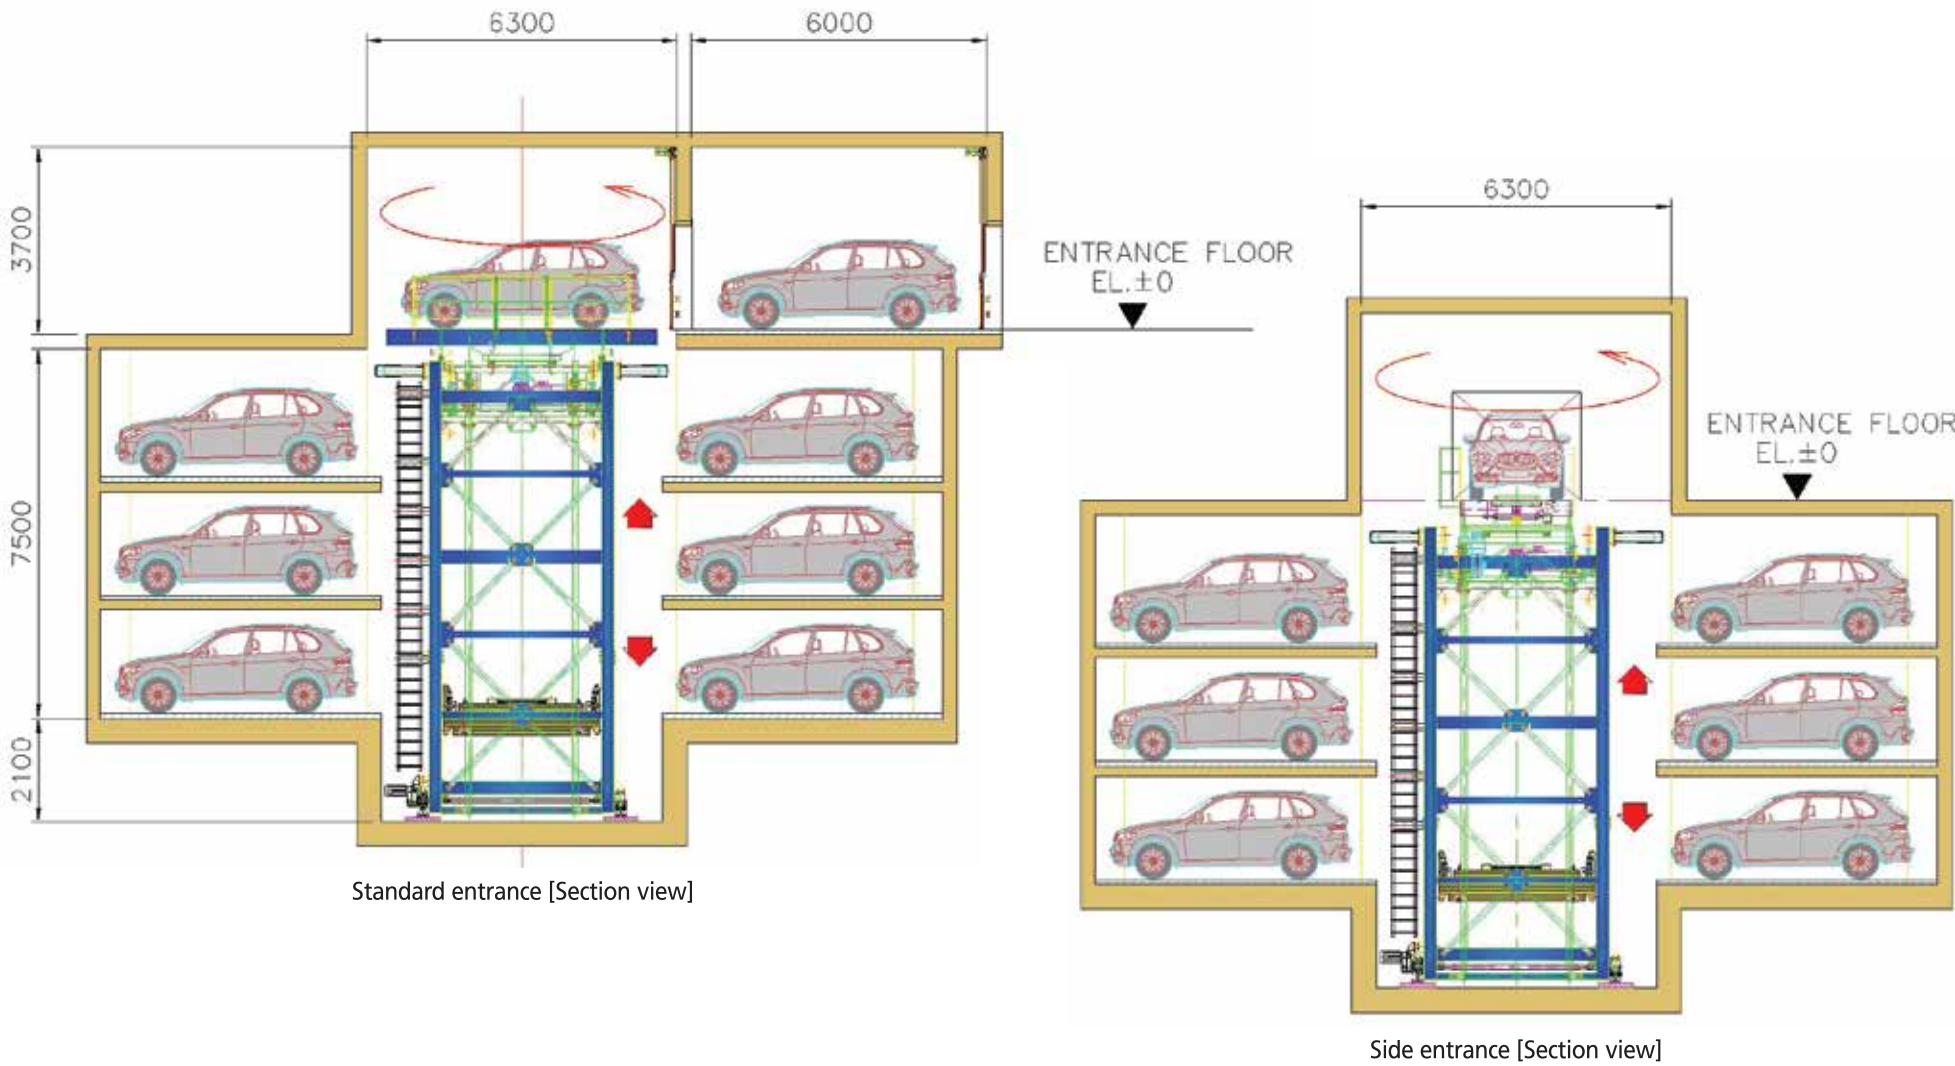 6300
6000
3700
7500
2100
ENTRANCE FLOOR
EL.±0
Standard entrance [Section view]
6300
ENTRANCE FLOOR
EL.±0
Side entrance [Section view]